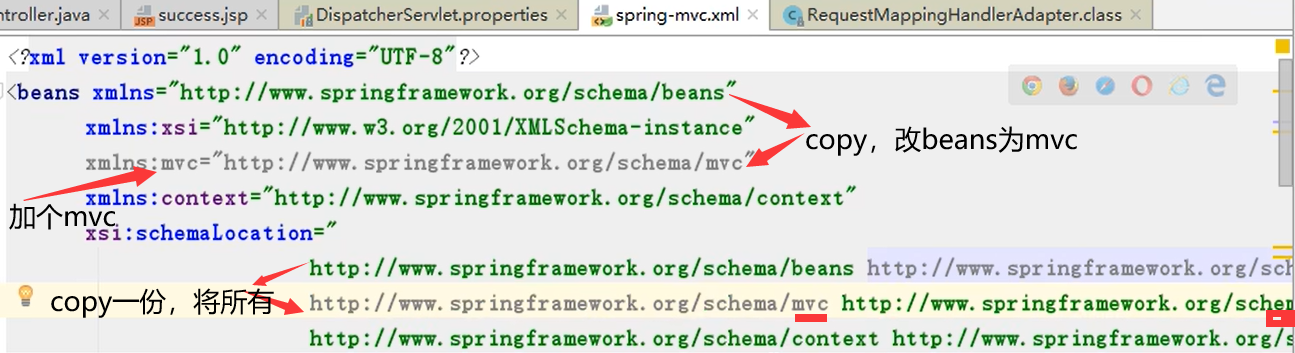 ntroller.java × success.jsp × DispatcherServlet.properties × spring-mvc.xml × RequestMappingHandlerAdapter.class ×
<?xml version="1.0" encoding="UTF-8"?>
<beans xmlns="http://www.springframework.org/schema/beans"
xmlns:xsi="http://www.w3.org/2001/XMLSchema-instance"
copy，改beans为mvc
xmlns:mvc="http://www.springframework.org/schema/mvc"
xmlns:context="http://www.springframework.org/schema/context"
加个mvc
xsi:schemaLocation="
http://www.springframework.org/schema/beans http://www.springframework.org/sch
copy一份，将所有
http://www.springframework.org/schema/mvc http://www.springframework.org/schem
http://www.springframework.org/schema/context http://www.springframework.org/s